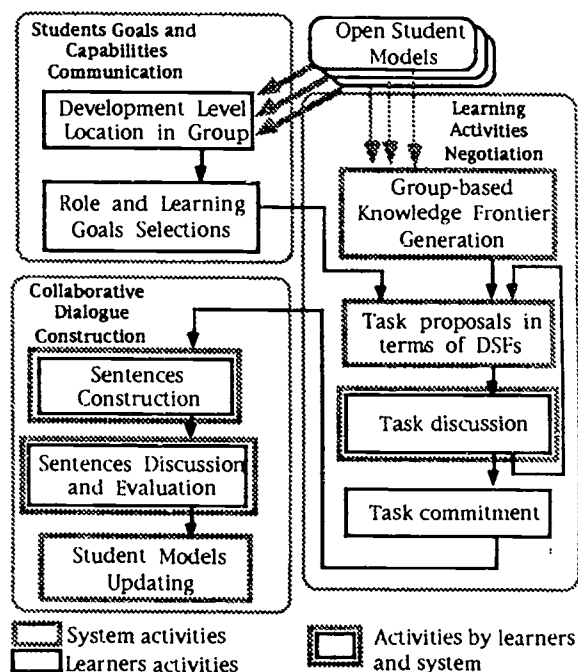 Students Goals and
Capabilities
Communication
Development Level
Location in Group
Role and Learning
Goals Selections
Open Student
Models
Learning
Activities
Negotiation
Group-based
Knowledge Frontier
Generation
Task proposals in
terms of DSFs
Task discussion
Task commitment
Collaborative
Dialogue
Construction
Sentences
Construction
Sentences Discussion
and Evaluation
Student Models
Updating
System activities
Learners activities
Activities by learners
and system